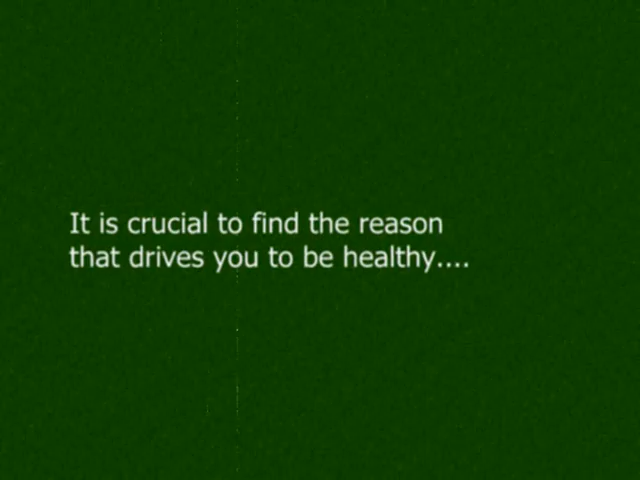 It is crucial to find the reason
that drives you to be healthy....